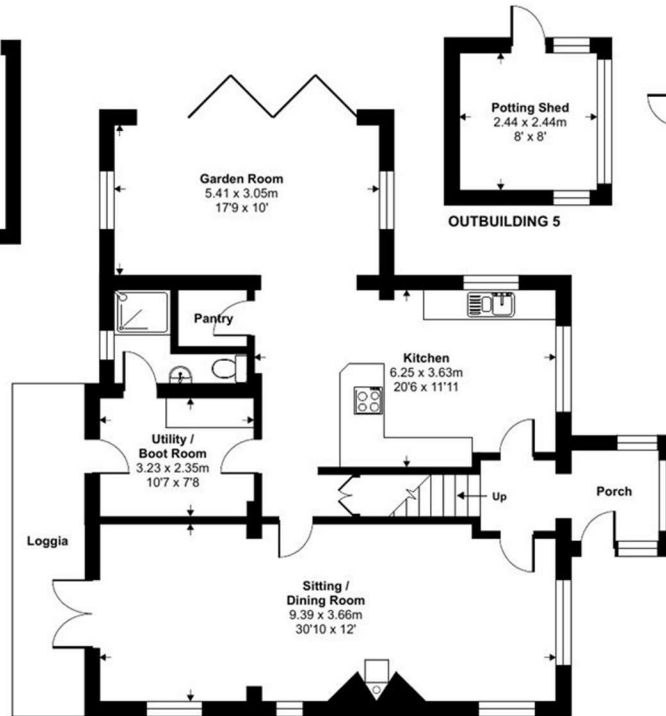 Potting Shed
2.44 x 2.44m
8' x 8'
OUTBUILDING 5
Garden Room
5.41 x 3.05m
17'9 x 10'
Pantry
Kitchen
6.25 x 3.63m
20'6 x 11'11
Utility /
Boot Room
3.23 x 2.35m
10'7 x 7'8
Up
Porch
Loggia
Sitting /
Dining Room
9.39 x 3.66m
30'10 x 12'